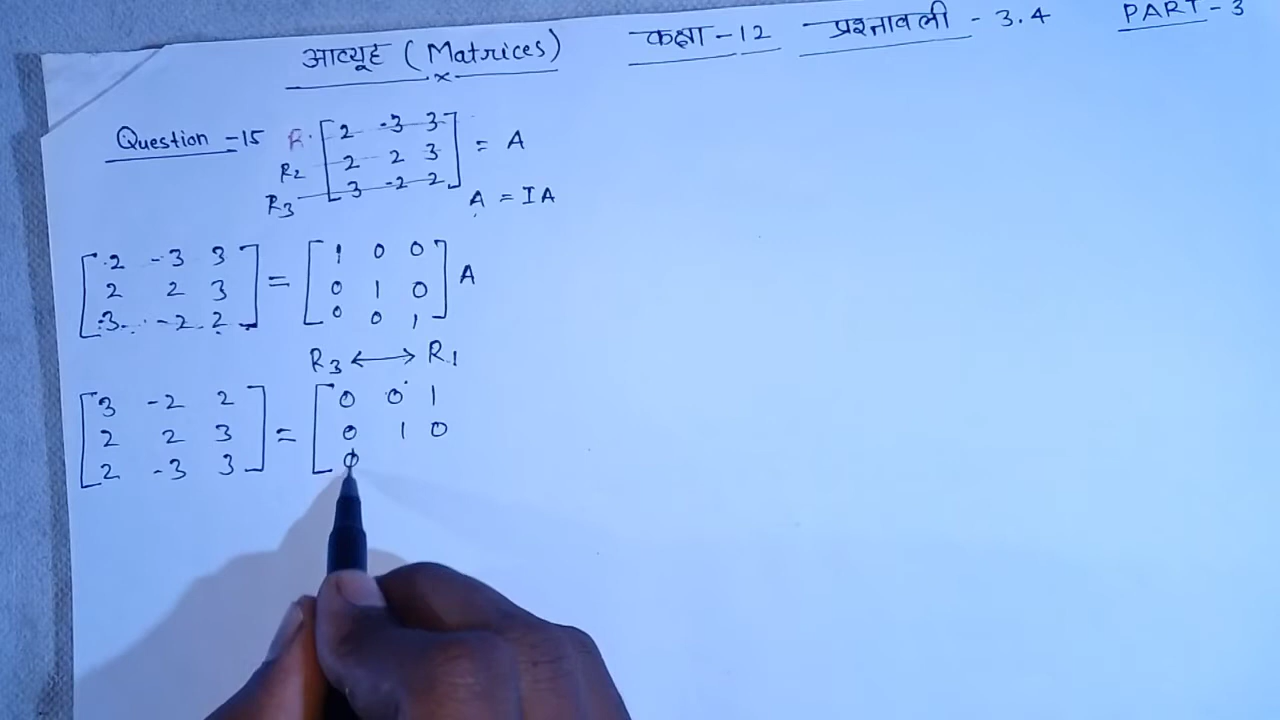 आव्यूह (Matrices) कक्षा - 12 प्रश्नावली - 3.4 PART - 3
x
Question - 15 R. [ 2 -3 3 ]
R2 [ 2 2 3 ] = A
R3 [ 3 -2 2 ] A = IA
[ 2 -3 3 ] [ 1 0 0 ]
[ 2 2 3 ] = [ 0 1 0 ] A
[ 3 -2 2 ] [ 0 0 1 ]
R3 ↔ R1
[ 3 -2 2 ] [ 0 0 1
[ 2 2 3 ] = [ 0 1 0
[ 2 -3 3 ] [